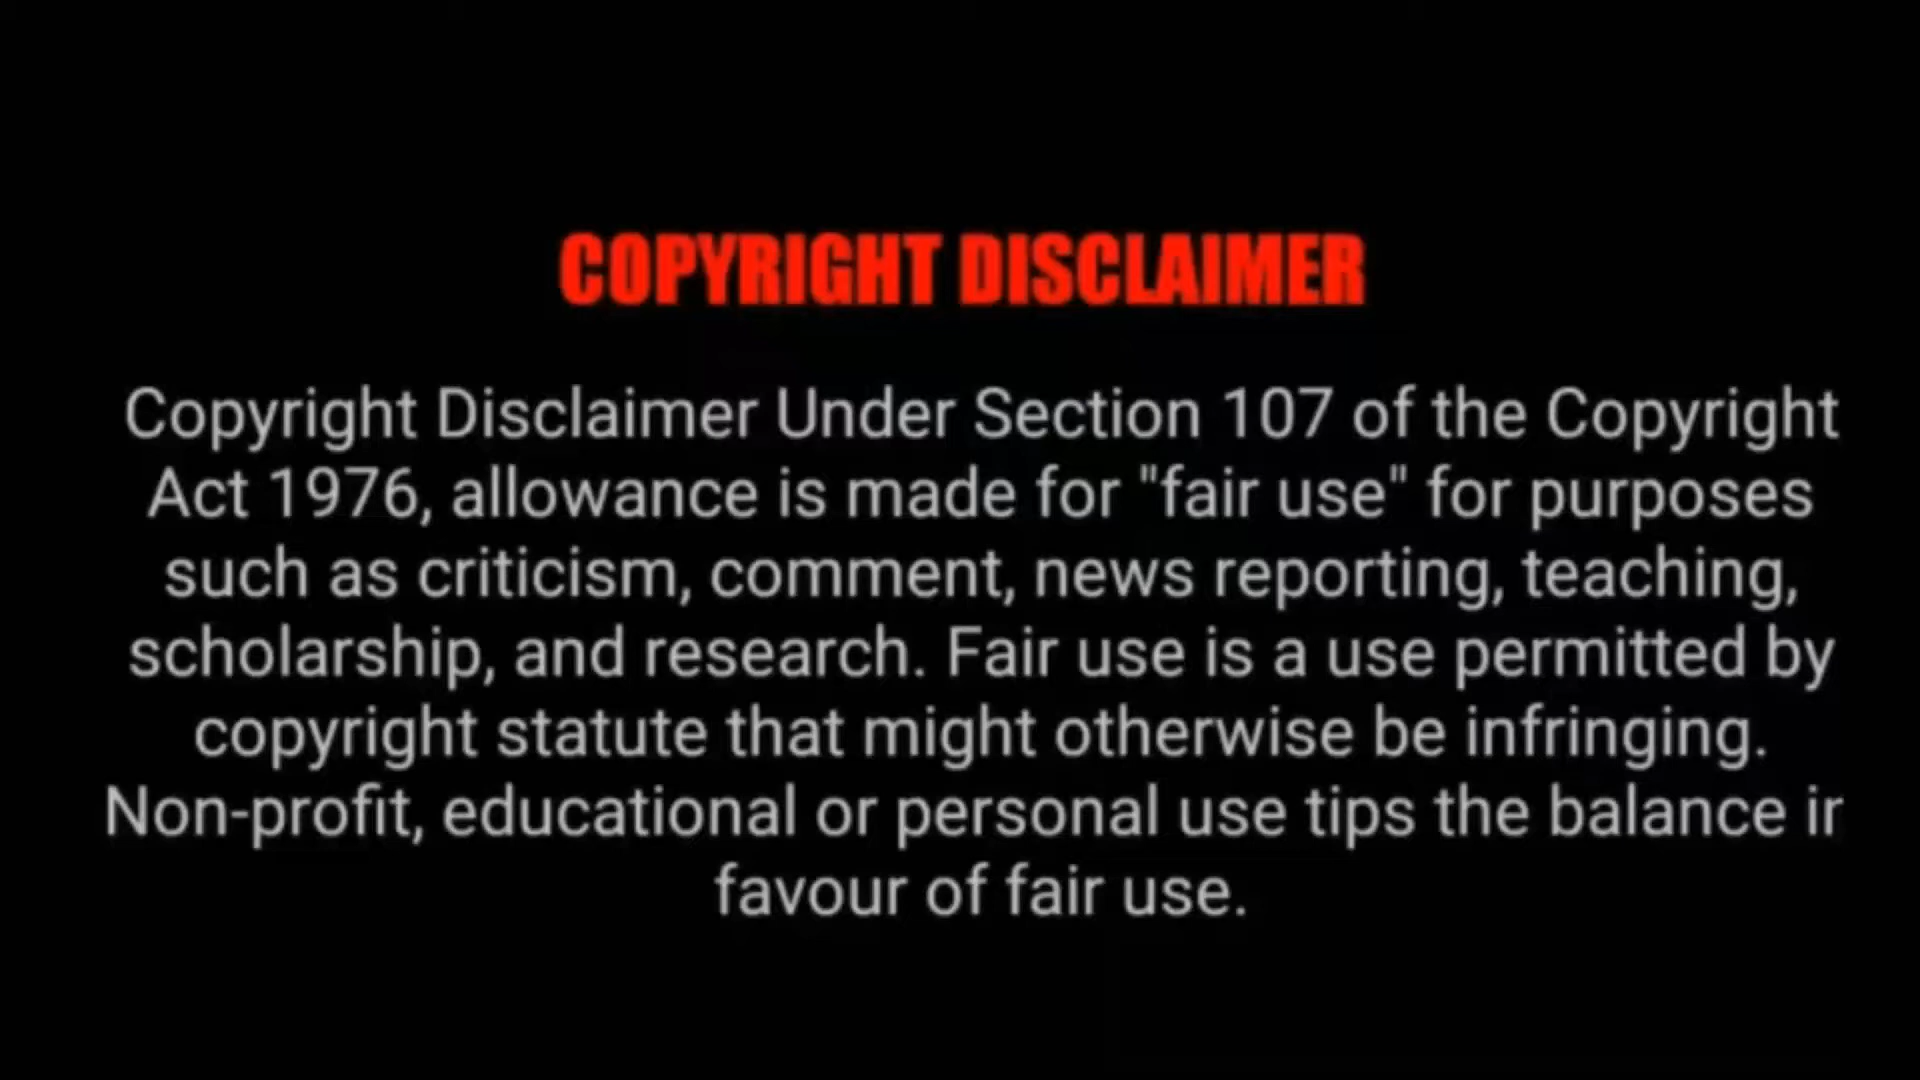 COPYRIGHT DISCLAIMER
Copyright Disclaimer Under Section 107 of the Copyright
Act 1976, allowance is made for "fair use" for purposes
such as criticism, comment, news reporting, teaching,
scholarship, and research. Fair use is a use permitted by
copyright statute that might otherwise be infringing.
Non-profit, educational or personal use tips the balance ir
favour of fair use.